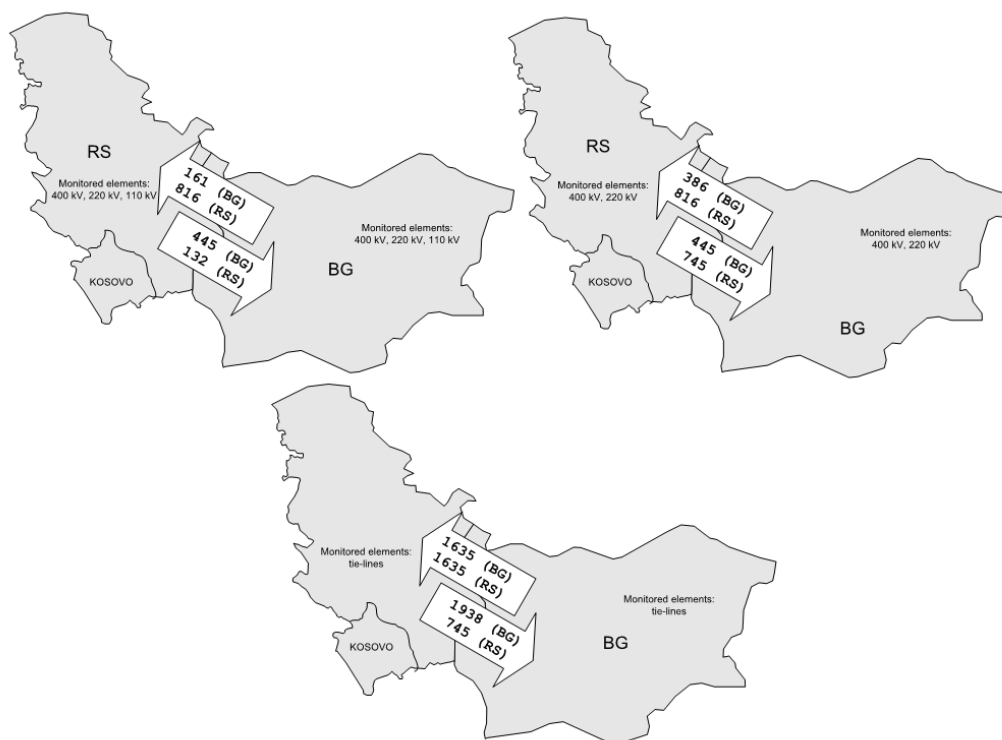 RS
Monitored elements:
400 kV, 220 kV, 110 kV
161 (BG)
816 (RS)
445 (BG)
132 (RS)
Monitored elements:
400 kV, 220 kV, 110 kV
BG
KOSOVO
RS
Monitored elements:
400 kV, 220 kV
386 (BG)
816 (RS)
445 (BG)
745 (RS)
Monitored elements:
400 kV, 220 kV
BG
KOSOVO
Monitored elements:
tie-lines
1635 (BG)
1635 (RS)
1938 (BG)
745 (RS)
Monitored elements:
tie-lines
BG
KOSOVO